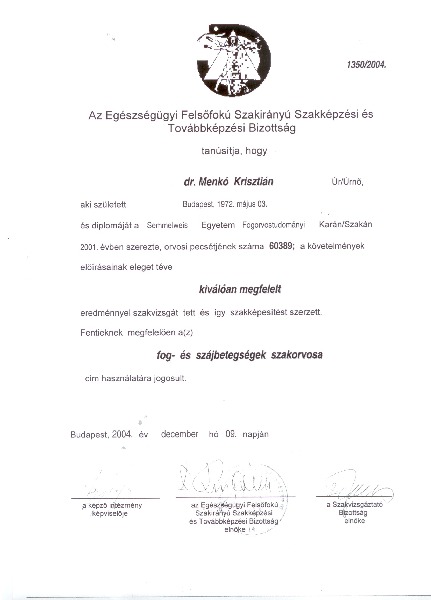 1350/2004.
Az Egészségügyi Felsőfokú Szakirányú Szakképzési és
Továbbképzési Bizottság
tanúsítja, hogy
dr. Menkó Krisztián Úr/Úrnő,
aki született Budapest, 1972. május 03.
és diplomáját a Semmelweis Egyetem Fogorvostudományi Karán/Szakán
2001. évben szerezte, orvosi pecsétjének száma 60389; a követelmények
előírásainak eleget téve
kiválóan megfelelt
eredménnyel szakvizsgát tett és így szakképesítést szerzett.
Fentieknek megfelelően a(z)
fog- és szájbetegségek szakorvosa
cím használatára jogosult.
Budapest, 2004. év december hó 09. napján
a képző intézmény
képviselője
az Egészségügyi Felsőfokú
Szakirányú Szakképzési
és Továbbképzési Bizottság
elnöke
a Szakvizsgáztató
Bizottság
elnöke